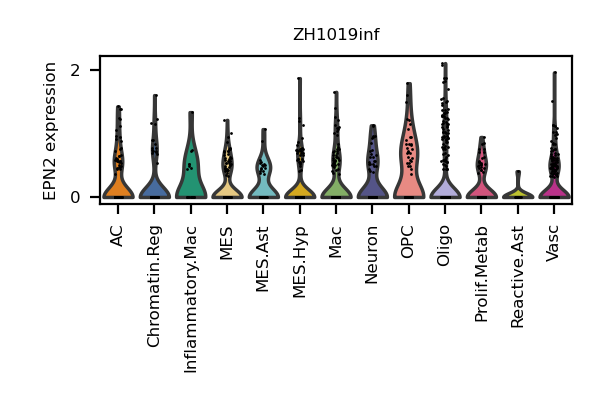 ZH1019inf
EPN2 expression
2
0
AC
Chromatin.Reg
Inflammatory.Mac
MES
MES.Ast
MES.Hyp
Mac
Neuron
OPC
Oligo
Prolif.Metab
Reactive.Ast
Vasc